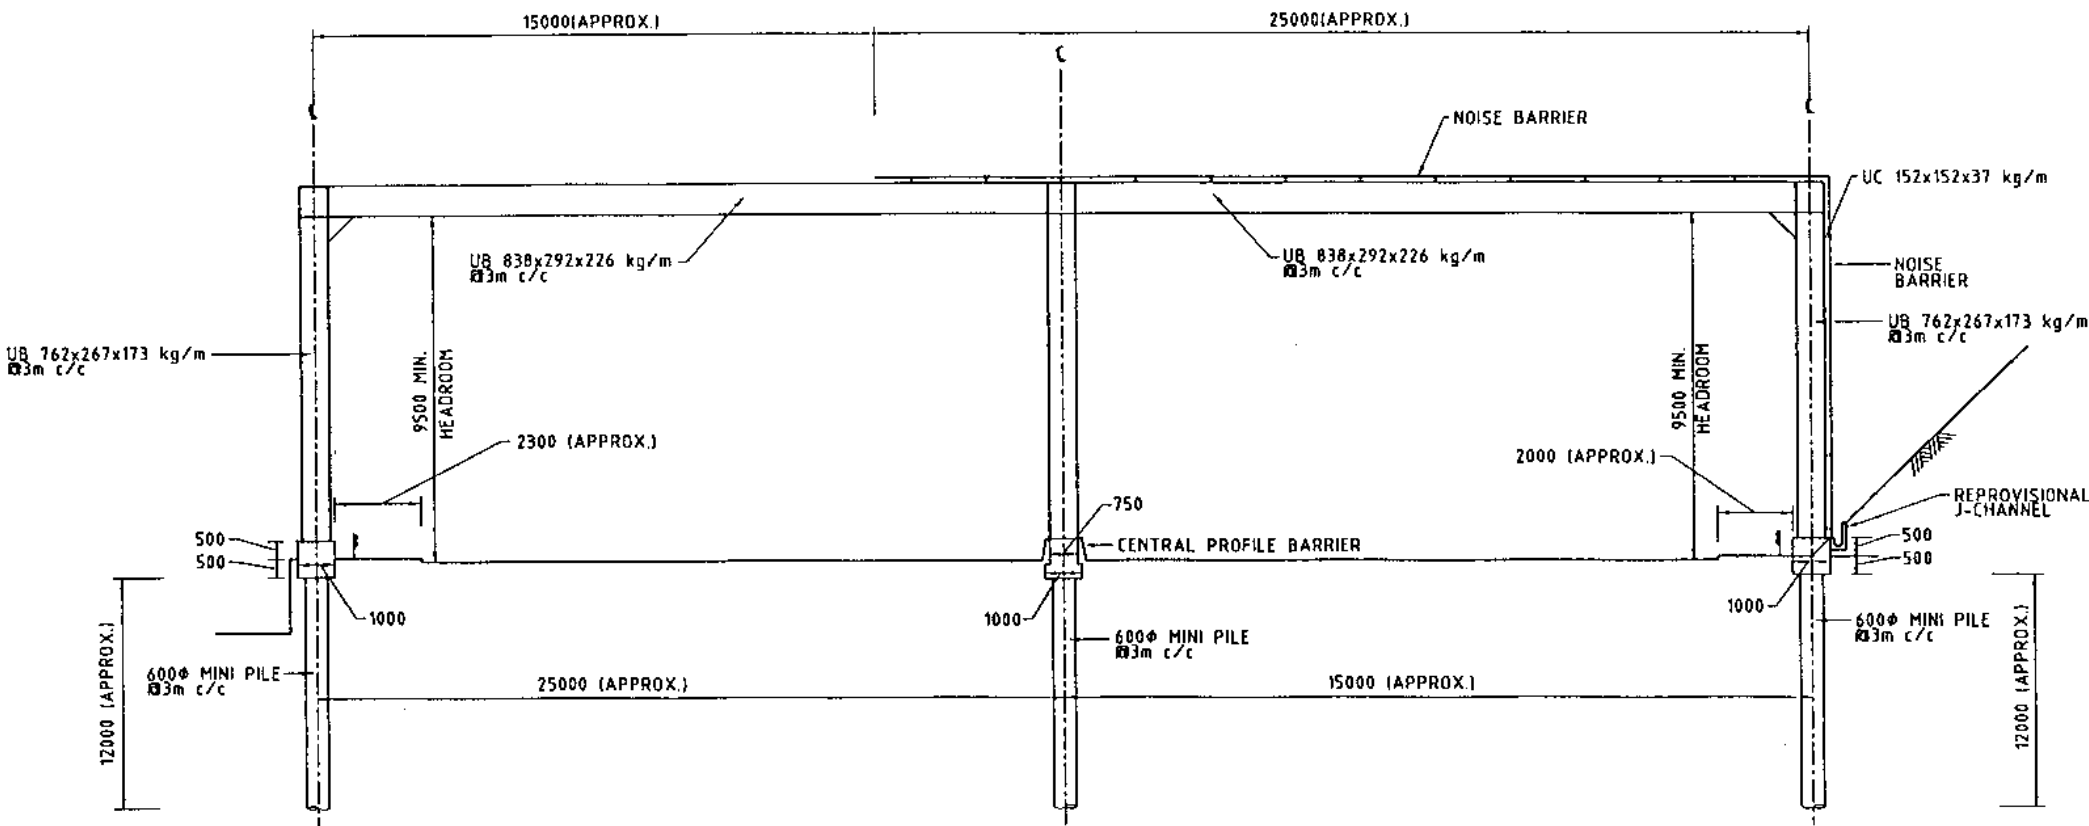 15000(APPROX.)
25000(APPROX.)
NOISE BARRIER
UC 152x152x37 kg/m
UB 838x292x226 kg/m
@3m c/c
UB 838x292x226 kg/m
@3m c/c
NOISE
BARRIER
UB 762x267x173 kg/m
@3m c/c
UB 762x267x173 kg/m
@3m c/c
9500 MIN.
HEADROOM
9500 MIN.
HEADROOM
2300 (APPROX.)
2000 (APPROX.)
REPROVISIONAL
J-CHANNEL
750
CENTRAL PROFILE BARRIER
500
500
500
500
1000
1000
1000
600ϕ MINI PILE
@3m c/c
600ϕ MINI PILE
@3m c/c
600ϕ MINI PILE
@3m c/c
25000 (APPROX.)
15000 (APPROX.)
12000 (APPROX.)
12000 (APPROX.)